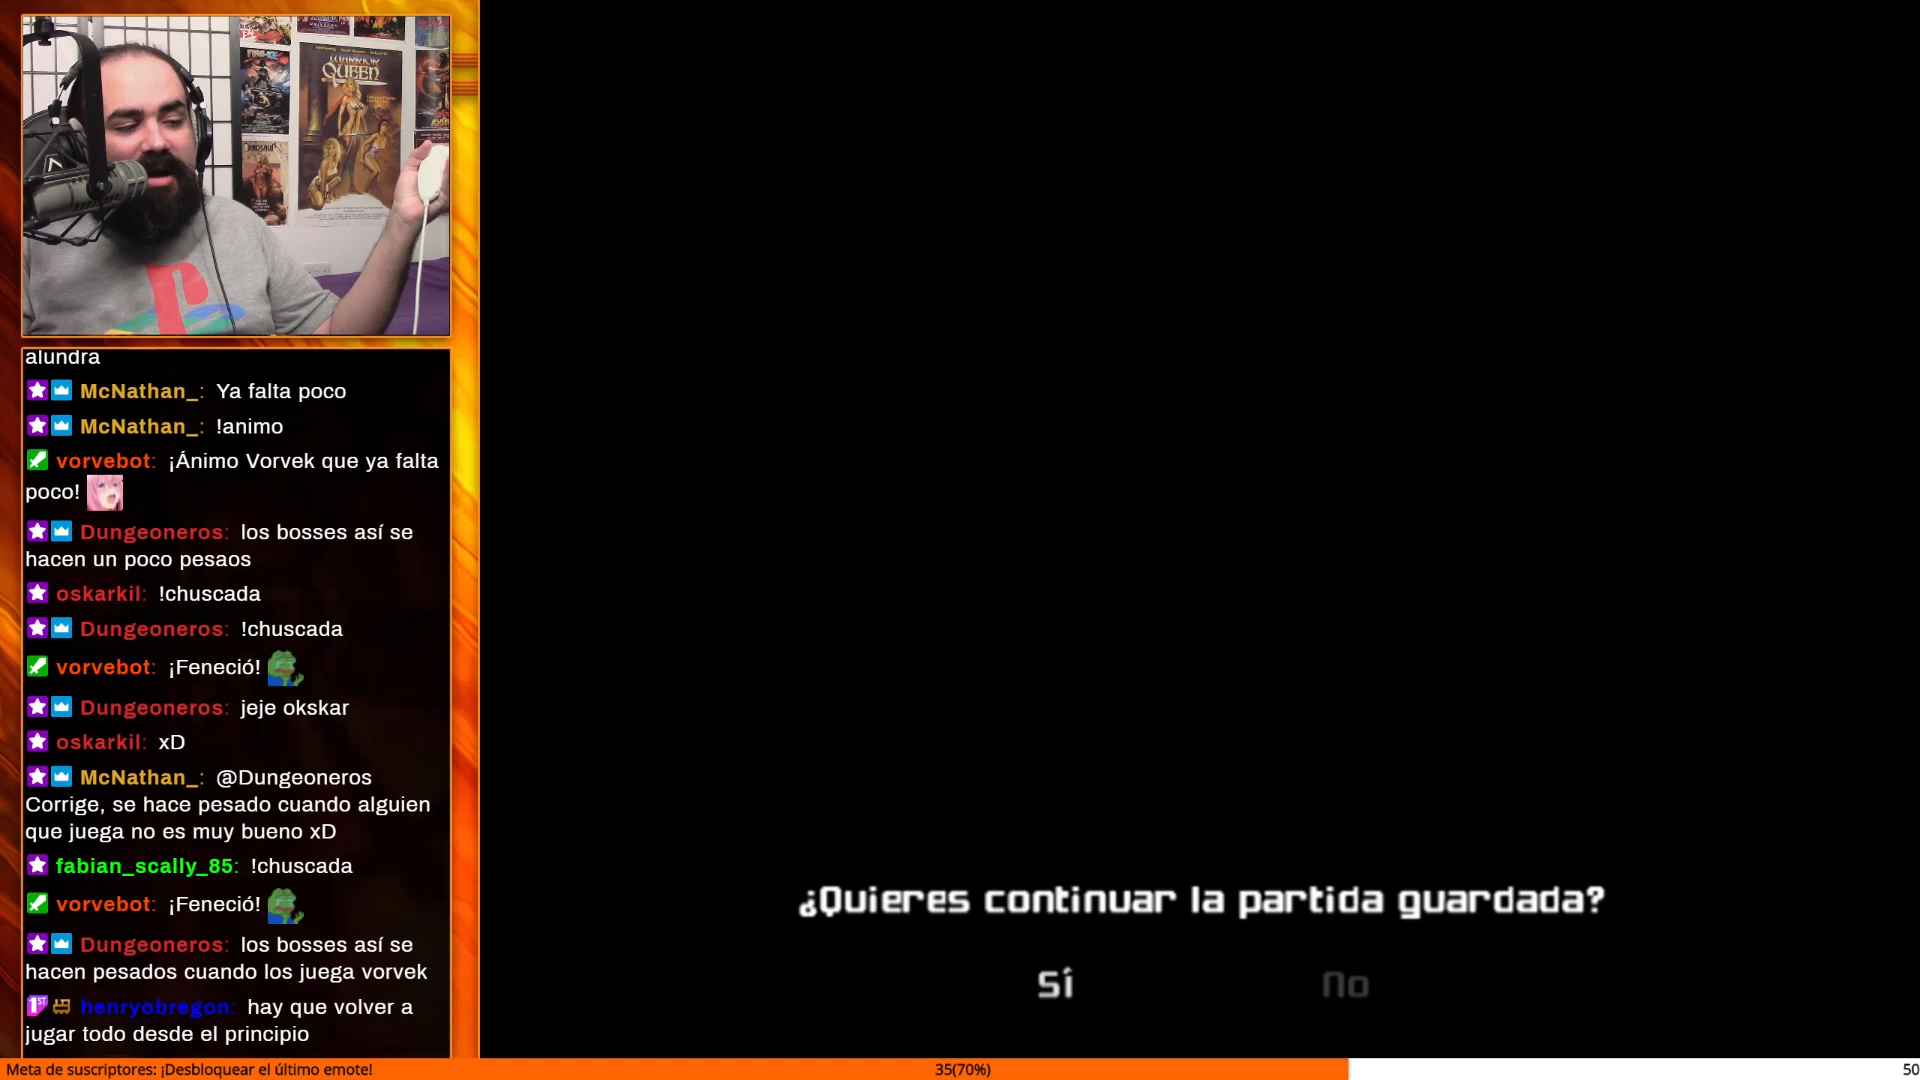 WARRIOR
QUEEN
alundra
McNathan_: Ya falta poco
McNathan_: !animo
vorvebot: ¡Ánimo Vorvek que ya falta
poco!
Dungeoneros: los bosses así se
hacen un poco pesaos
oskarkil: !chuscada
Dungeoneros: !chuscada
vorvebot: ¡Feneció!
Dungeoneros: jeje okskar
oskarkil: xD
McNathan_: @Dungeoneros
Corrige, se hace pesado cuando alguien
que juega no es muy bueno xD
fabian_scally_85: !chuscada
vorvebot: ¡Feneció!
Dungeoneros: los bosses así se
hacen pesados cuando los juega vorvek
1ST henryobregon: hay que volver a
jugar todo desde el principio
¿Quieres continuar la partida guardada?
Sí No
Meta de suscriptores: ¡Desbloquear el último emote! 35(70%) 50